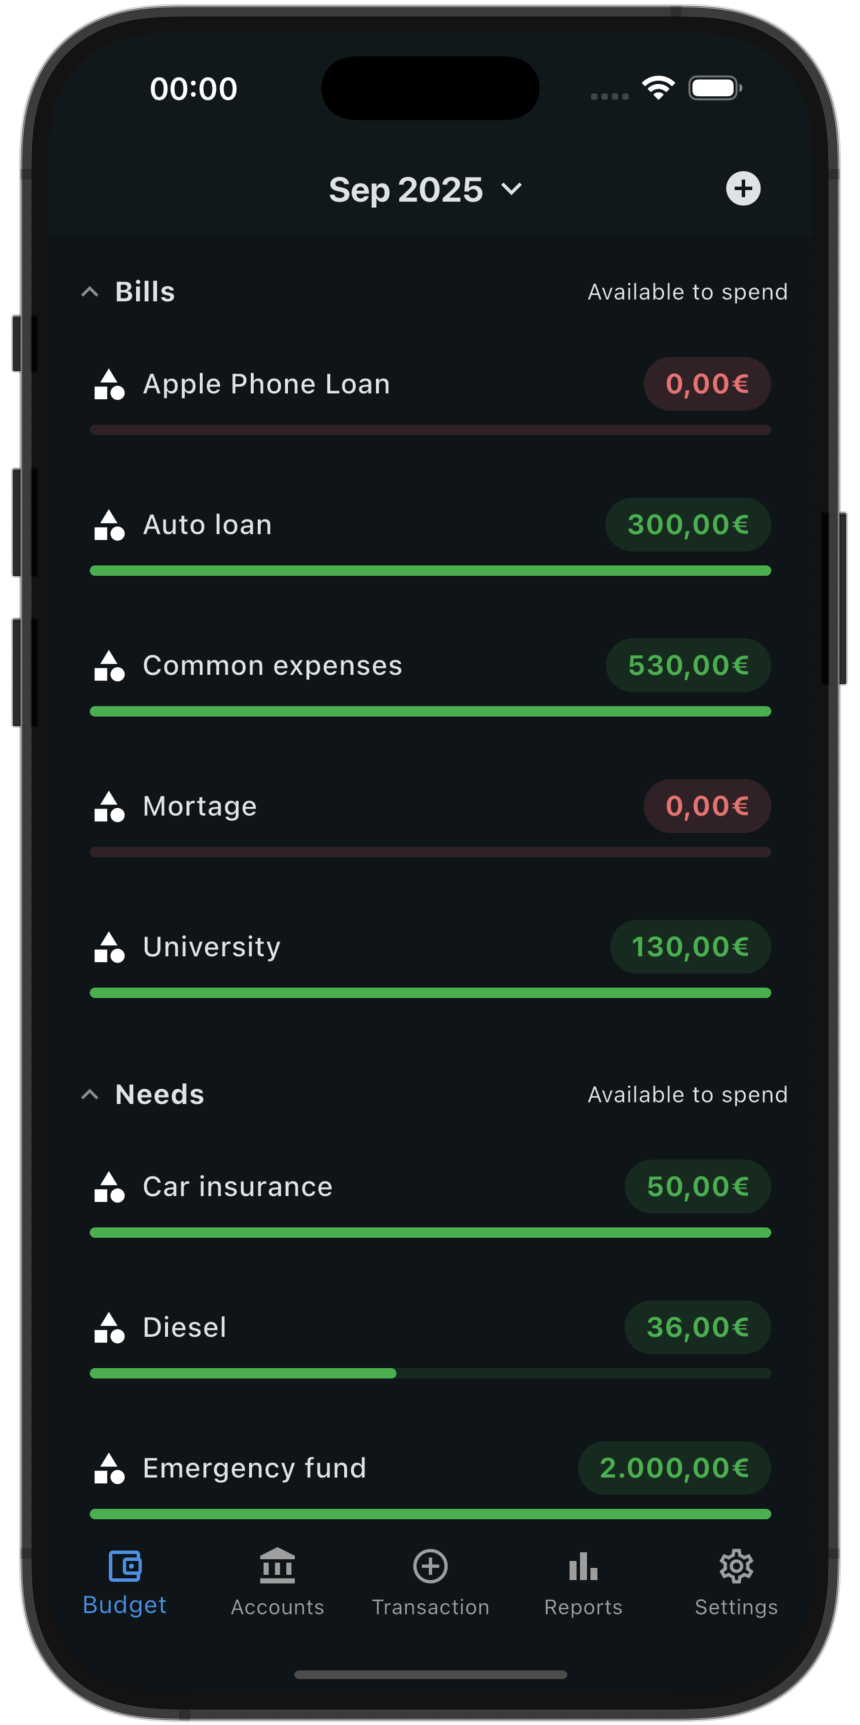 00:00
Sep 2025
Bills Available to spend
Apple Phone Loan 0,00€
Auto loan 300,00€
Common expenses 530,00€
Mortage 0,00€
University 130,00€
Needs Available to spend
Car insurance 50,00€
Diesel 36,00€
Emergency fund 2.000,00€
Budget Accounts Transaction Reports Settings